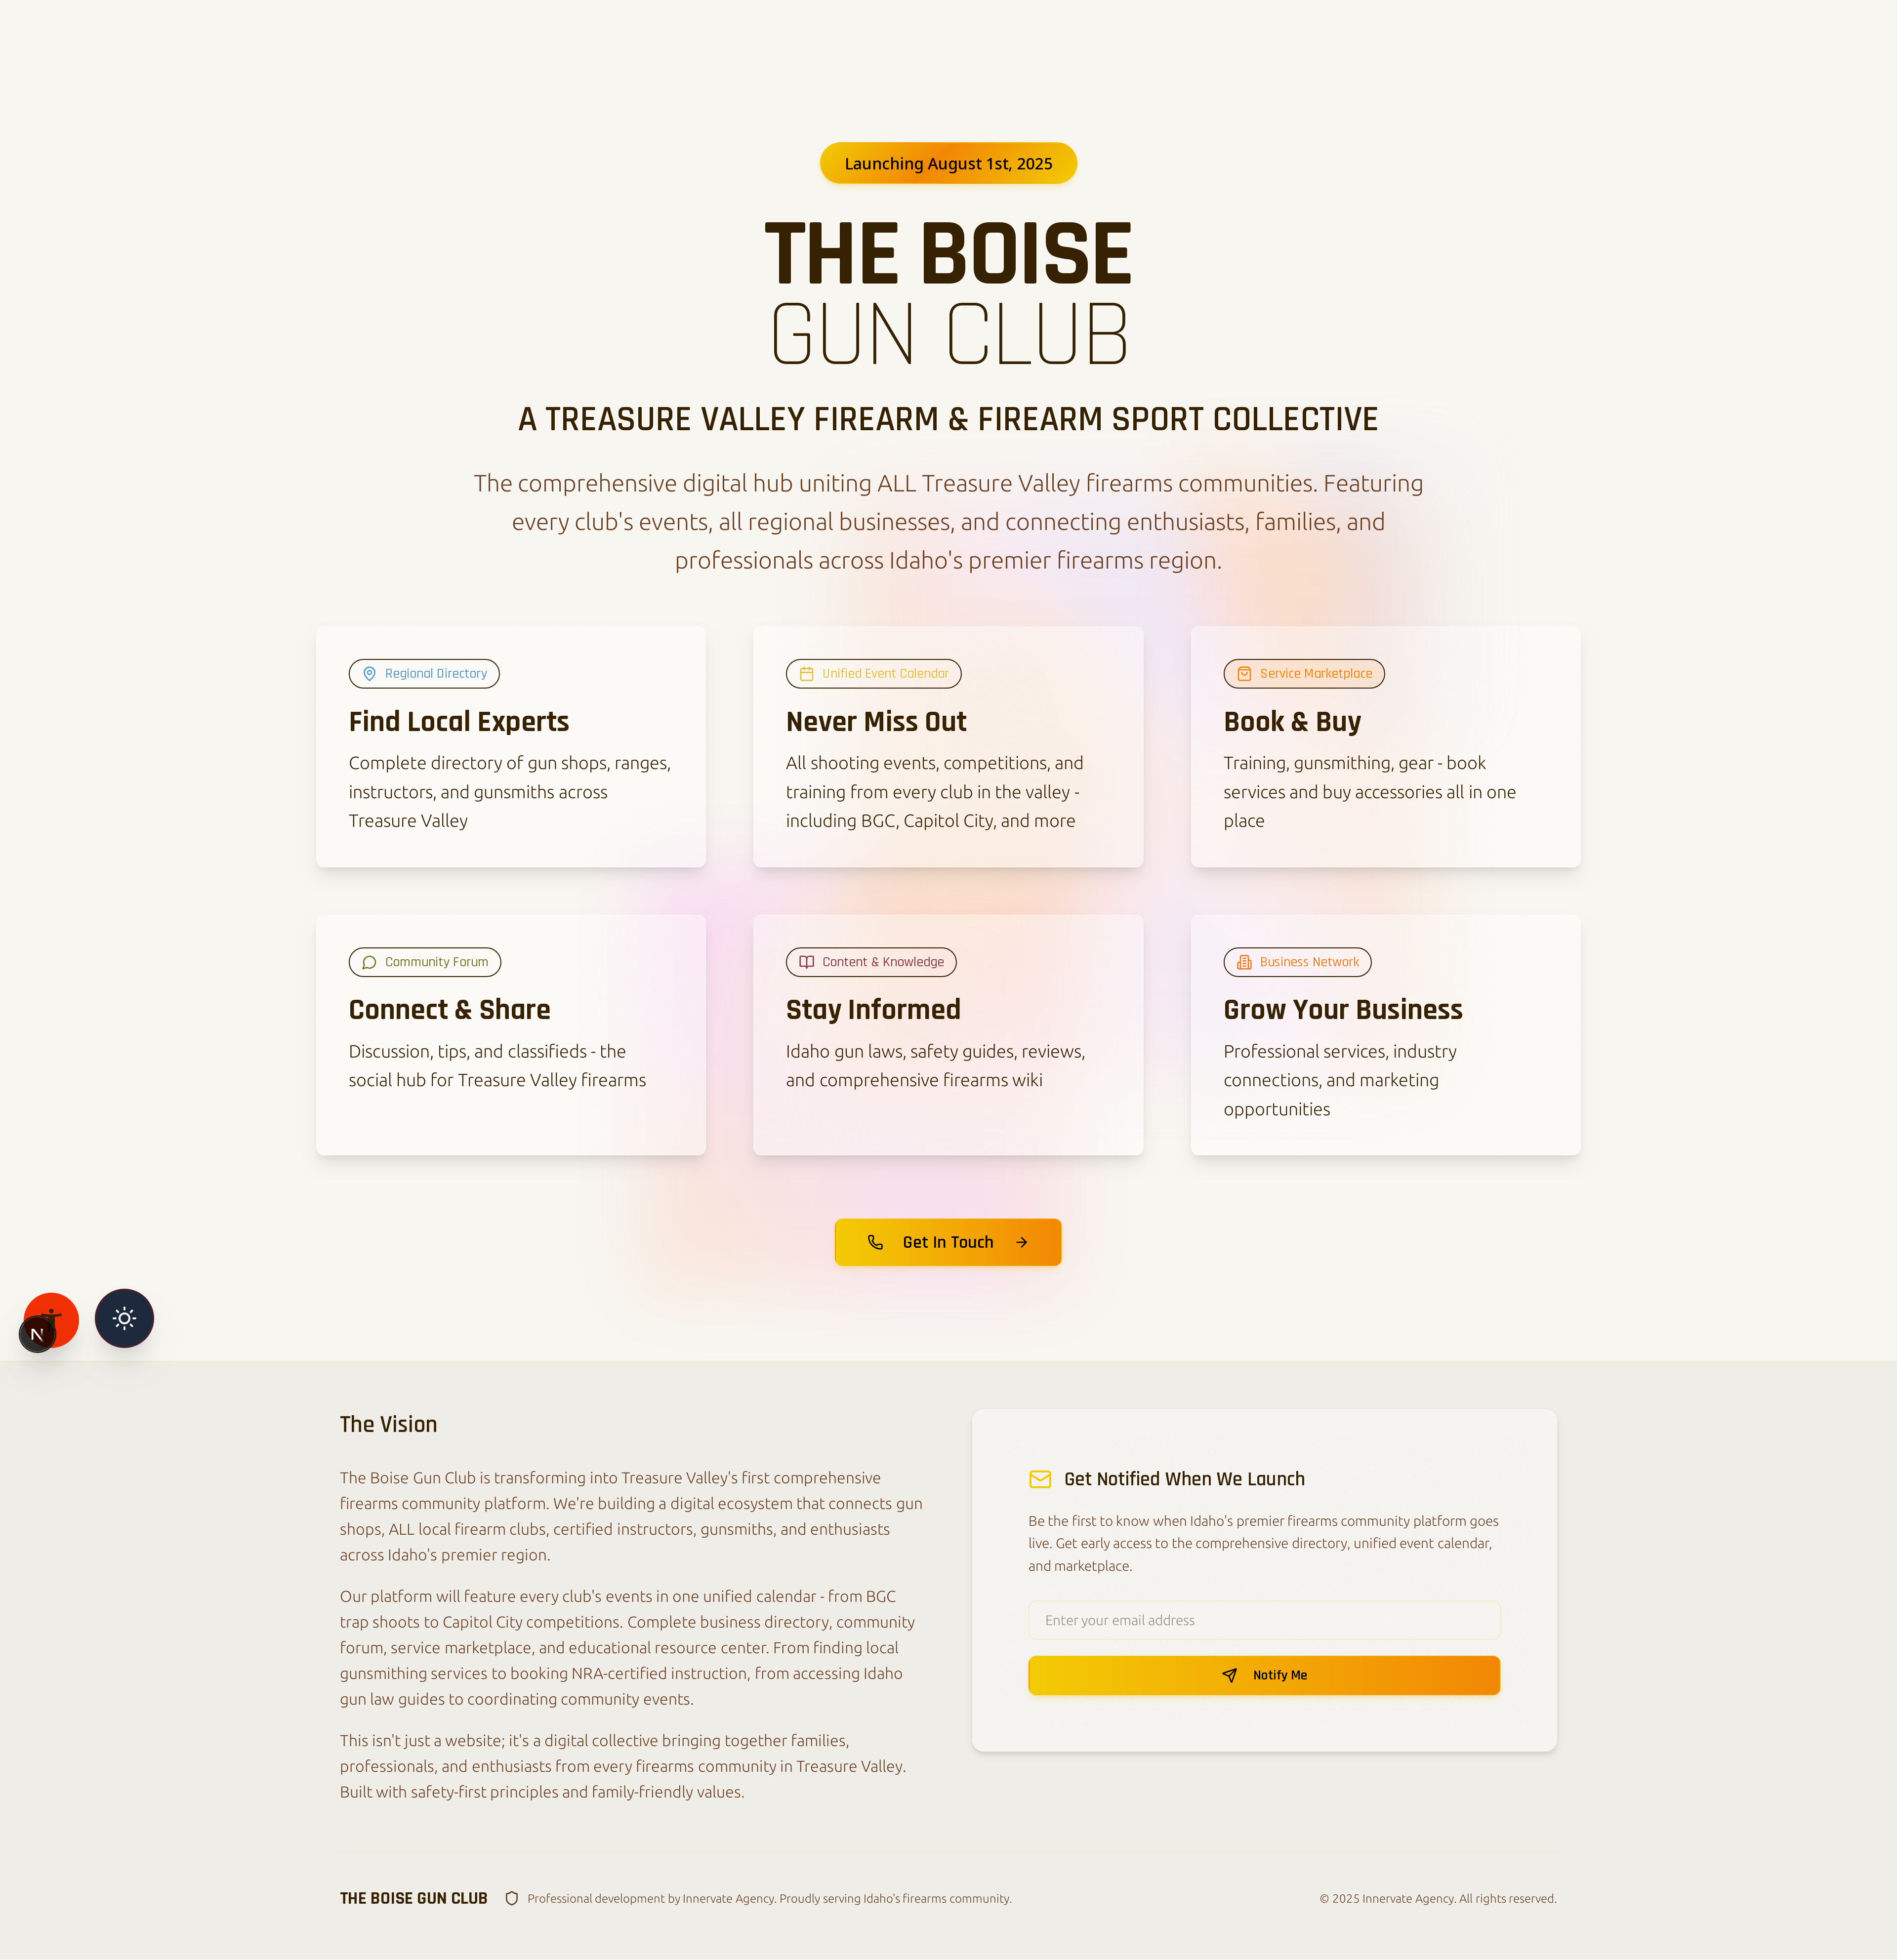 Launching August 1st, 2025
THE BOISE
GUN CLUB
A TREASURE VALLEY FIREARM & FIREARM SPORT COLLECTIVE
The comprehensive digital hub uniting ALL Treasure Valley firearms communities. Featuring
every club's events, all regional businesses, and connecting enthusiasts, families, and
professionals across Idaho's premier firearms region.
Regional Directory
Find Local Experts
Complete directory of gun shops, ranges,
instructors, and gunsmiths across
Treasure Valley
Unified Event Calendar
Never Miss Out
All shooting events, competitions, and
training from every club in the valley -
including BGC, Capitol City, and more
Service Marketplace
Book & Buy
Training, gunsmithing, gear - book
services and buy accessories all in one
place
Community Forum
Connect & Share
Discussion, tips, and classifieds - the
social hub for Treasure Valley firearms
Content & Knowledge
Stay Informed
Idaho gun laws, safety guides, reviews,
and comprehensive firearms wiki
Business Network
Grow Your Business
Professional services, industry
connections, and marketing
opportunities
Get In Touch
N
The Vision
The Boise Gun Club is transforming into Treasure Valley's first comprehensive
firearms community platform. We're building a digital ecosystem that connects gun
shops, ALL local firearm clubs, certified instructors, gunsmiths, and enthusiasts
across Idaho's premier region.
Our platform will feature every club's events in one unified calendar - from BGC
trap shoots to Capitol City competitions. Complete business directory, community
forum, service marketplace, and educational resource center. From finding local
gunsmithing services to booking NRA-certified instruction, from accessing Idaho
gun law guides to coordinating community events.
This isn't just a website; it's a digital collective bringing together families,
professionals, and enthusiasts from every firearms community in Treasure Valley.
Built with safety-first principles and family-friendly values.
Get Notified When We Launch
Be the first to know when Idaho's premier firearms community platform goes
live. Get early access to the comprehensive directory, unified event calendar,
and marketplace.
Enter your email address
Notify Me
THE BOISE GUN CLUB
Professional development by Innervate Agency. Proudly serving Idaho's firearms community.
© 2025 Innervate Agency. All rights reserved.